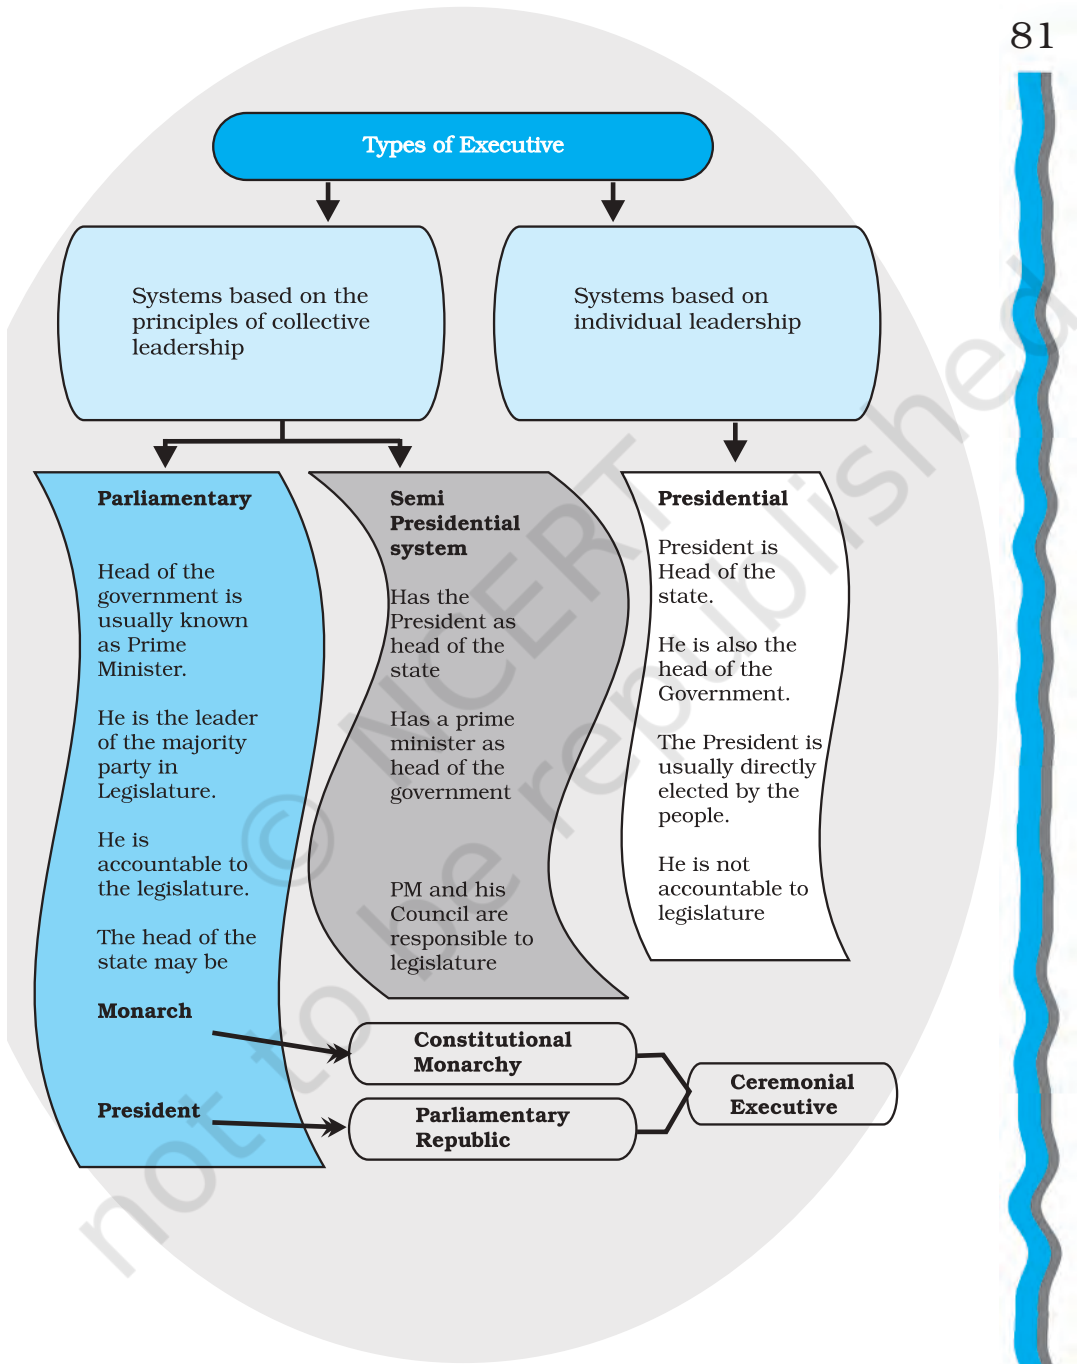 81
Types of Executive
Systems based on the
principles of collective
leadership
Systems based on
individual leadership
Parliamentary
Head of the
government is
usually known
as Prime
Minister.
He is the leader
of the majority
party in
Legislature.
He is
accountable to
the legislature.
The head of the
state may be
Monarch
President
Semi
Presidential
system
Has the
President as
head of the
state
Has a prime
minister as
head of the
government
PM and his
Council are
responsible to
legislature
Presidential
President is
Head of the
state.
He is also the
head of the
Government.
The President is
usually directly
elected by the
people.
He is not
accountable to
legislature
Constitutional
Monarchy
Parliamentary
Republic
Ceremonial
Executive
© NCERT
not to be republished